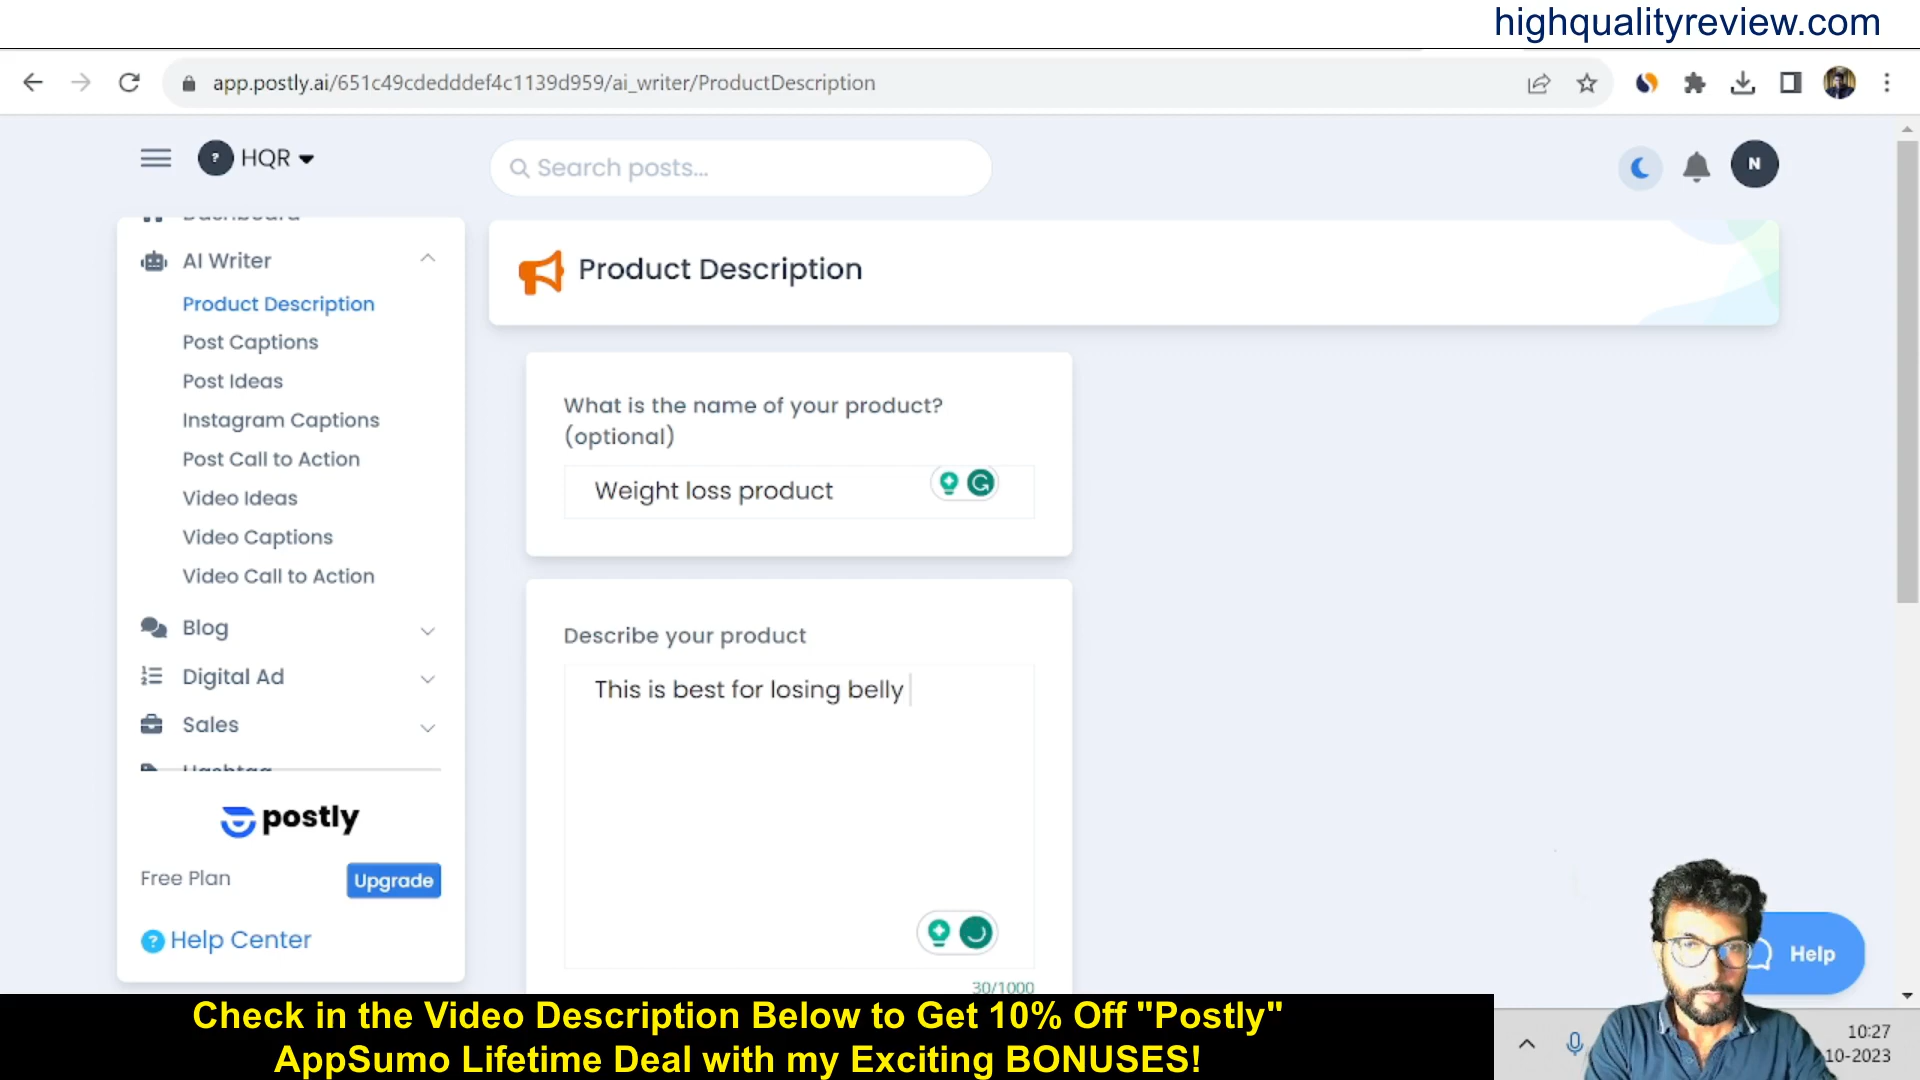 highqualityreview.com
app.postly.ai/651c49cdedddef4c1139d959/ai_writer/ProductDescription
? HQR
Search posts...
N
Dashboard
AI Writer
Product Description
Post Captions
Post Ideas
Instagram Captions
Post Call to Action
Video Ideas
Video Captions
Video Call to Action
Blog
Digital Ad
Sales
Hashtag
postly
Free Plan
Upgrade
? Help Center
Product Description
What is the name of your product?
(optional)
Weight loss product
Describe your product
This is best for losing belly
30/1000
Help
Check in the Video Description Below to Get 10% Off "Postly"
AppSumo Lifetime Deal with my Exciting BONUSES!
10:27
10-2023